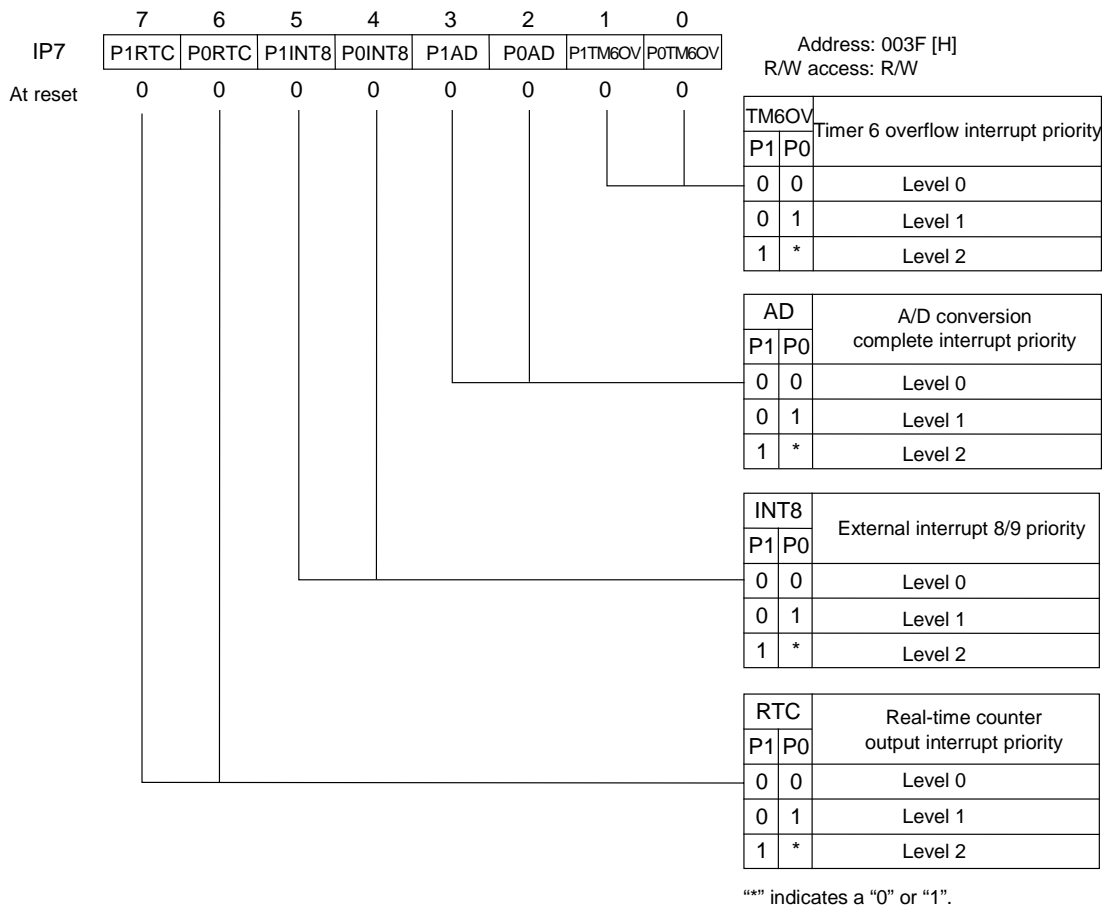 7 6 5 4 3 2 1 0
IP7 P1RTC P0RTC P1INT8 P0INT8 P1AD P0AD P1TM6OV P0TM6OV
Address: 003F [H]
R/W access: R/W
At reset 0 0 0 0 0 0 0 0
TM6OV Timer 6 overflow interrupt priority
P1 P0
0 0 Level 0
0 1 Level 1
1 * Level 2
AD A/D conversion
P1 P0 complete interrupt priority
0 0 Level 0
0 1 Level 1
1 * Level 2
INT8 External interrupt 8/9 priority
P1 P0
0 0 Level 0
0 1 Level 1
1 * Level 2
RTC Real-time counter
P1 P0 output interrupt priority
0 0 Level 0
0 1 Level 1
1 * Level 2
“*” indicates a “0” or “1”.